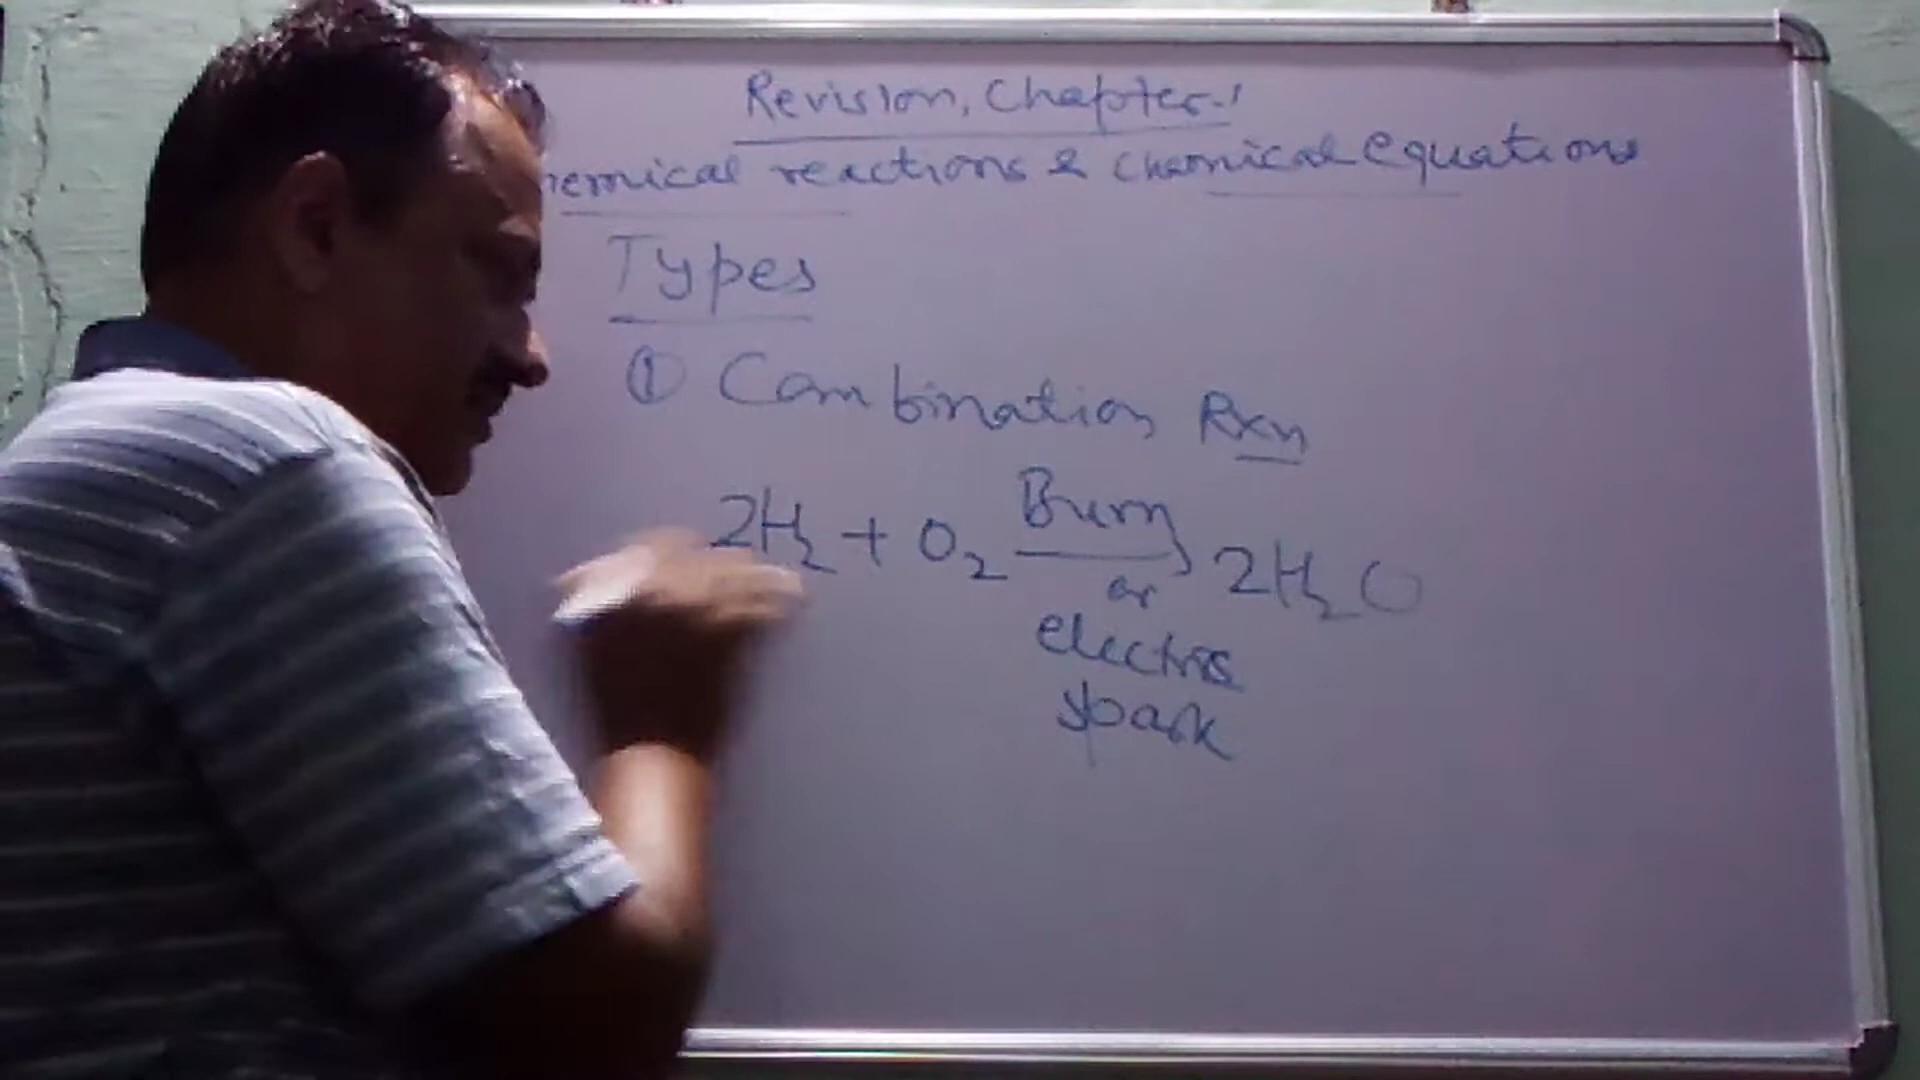 Revision, Chapter-1
hemical reactions & chemical equations
Types
① Combination Rxn
2H₂ + O₂ Burn → 2H₂O
or
electric
spark